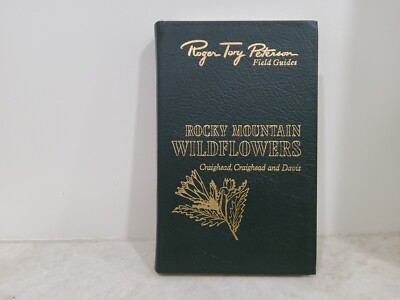 Roger Tory Peterson
Field Guides
ROCKY MOUNTAIN
WILDFLOWERS
Craighead, Craighead and Davis